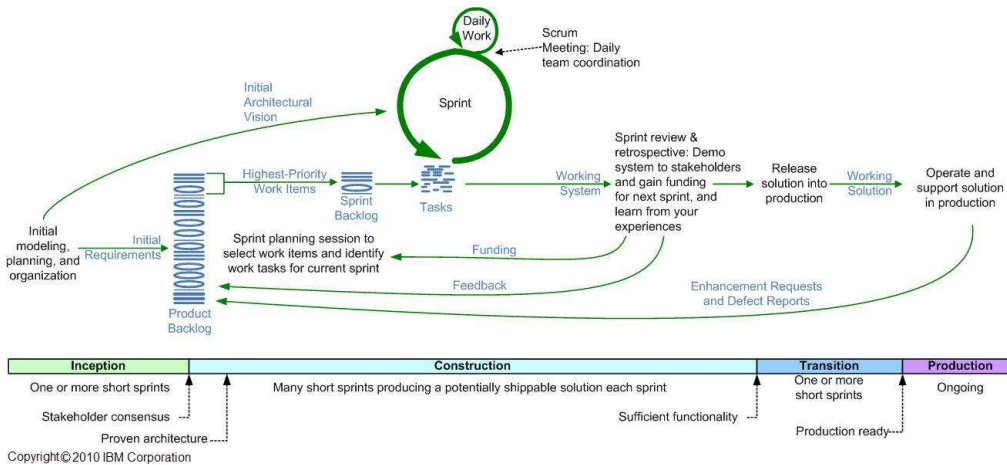 Daily
Work
Scrum
Meeting: Daily
team coordination
Initial
Architectural
Vision
Sprint
Highest-Priority
Work Items
Sprint
Backlog
Tasks
Working
System
Sprint review &
retrospective: Demo
system to stakeholders
and gain funding
for next sprint, and
learn from your
experiences
Release
solution into
production
Working
Solution
Operate and
support solution
in production
Initial
modeling,
planning, and
organization
Initial
Requirements
Sprint planning session to
select work items and identify
work tasks for current sprint
Funding
Feedback
Enhancement Requests
and Defect Reports
Product
Backlog
Inception
Construction
Transition
Production
One or more short sprints
Many short sprints producing a potentially shippable solution each sprint
One or more
short sprints
Ongoing
Stakeholder consensus
Sufficient functionality
Proven architecture
Production ready
Copyright©2010 IBM Corporation